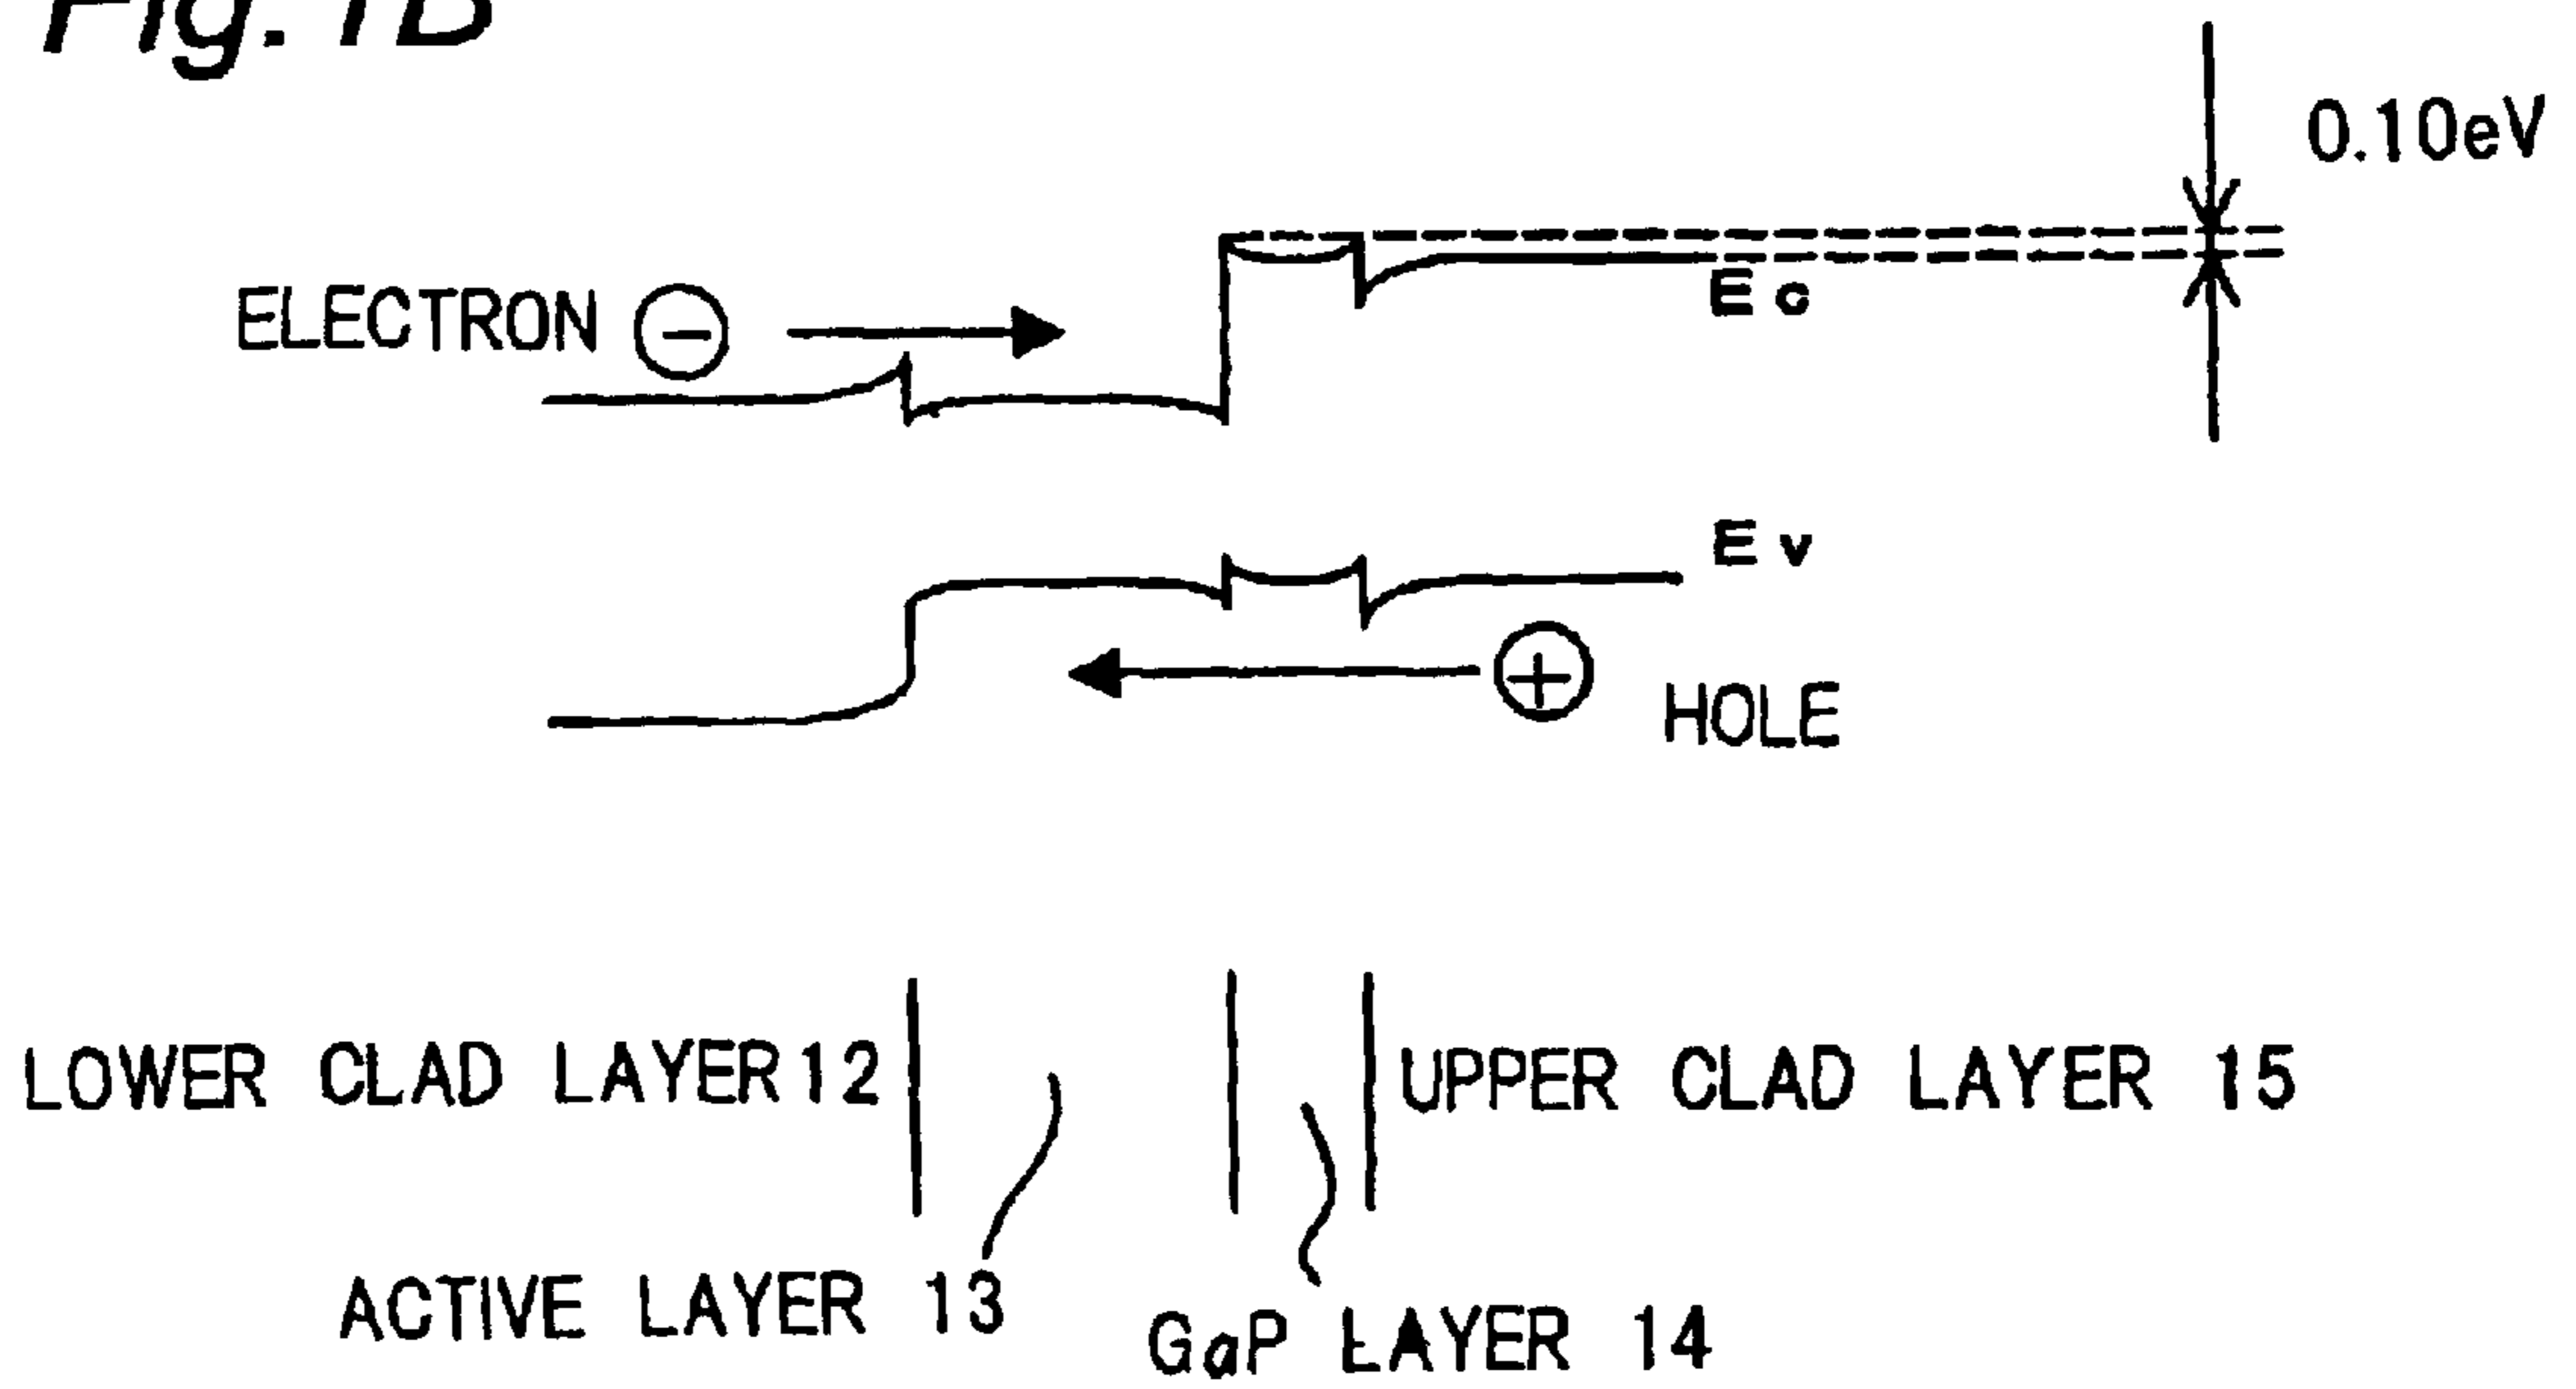 Fig. 1B
0.10eV
ELECTRON ⊖
Ec
Ev
⊕
HOLE
LOWER CLAD LAYER 12
UPPER CLAD LAYER 15
ACTIVE LAYER 13
GaP LAYER 14